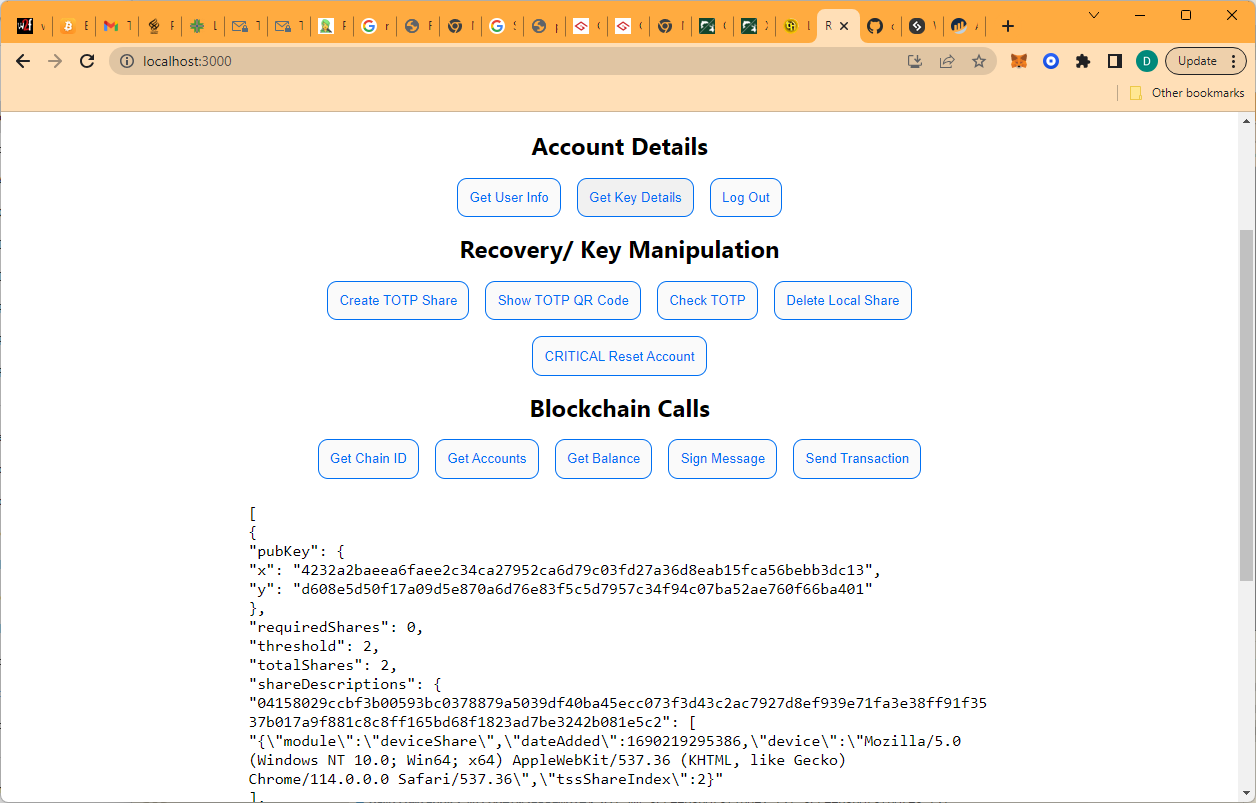 localhost:3000
D
Update
Other bookmarks
Account Details
Get User Info
Get Key Details
Log Out
Recovery/ Key Manipulation
Create TOTP Share
Show TOTP QR Code
Check TOTP
Delete Local Share
CRITICAL Reset Account
Blockchain Calls
Get Chain ID
Get Accounts
Get Balance
Sign Message
Send Transaction
[
{
"pubKey": {
"x": "4232a2baeea6faee2c34ca27952ca6d79c03fd27a36d8eab15fca56bebb3dc13",
"y": "d608e5d50f17a09d5e870a6d76e83f5c5d7957c34f94c07ba52ae760f66ba401"
},
"requiredShares": 0,
"threshold": 2,
"totalShares": 2,
"shareDescriptions": {
"04158029ccbf3b00593bc0378879a5039df40ba45ecc073f3d43c2ac7927d8ef939e71fa3e38ff91f35
37b017a9f881c8c8ff165bd68f1823ad7be3242b081e5c2": [
"{\"module\":\"deviceShare\",\"dateAdded\":1690219295386,\"device\":\"Mozilla/5.0
(Windows NT 10.0; Win64; x64) AppleWebKit/537.36 (KHTML, like Gecko)
Chrome/114.0.0.0 Safari/537.36\",\"tssShareIndex\":2}"
],